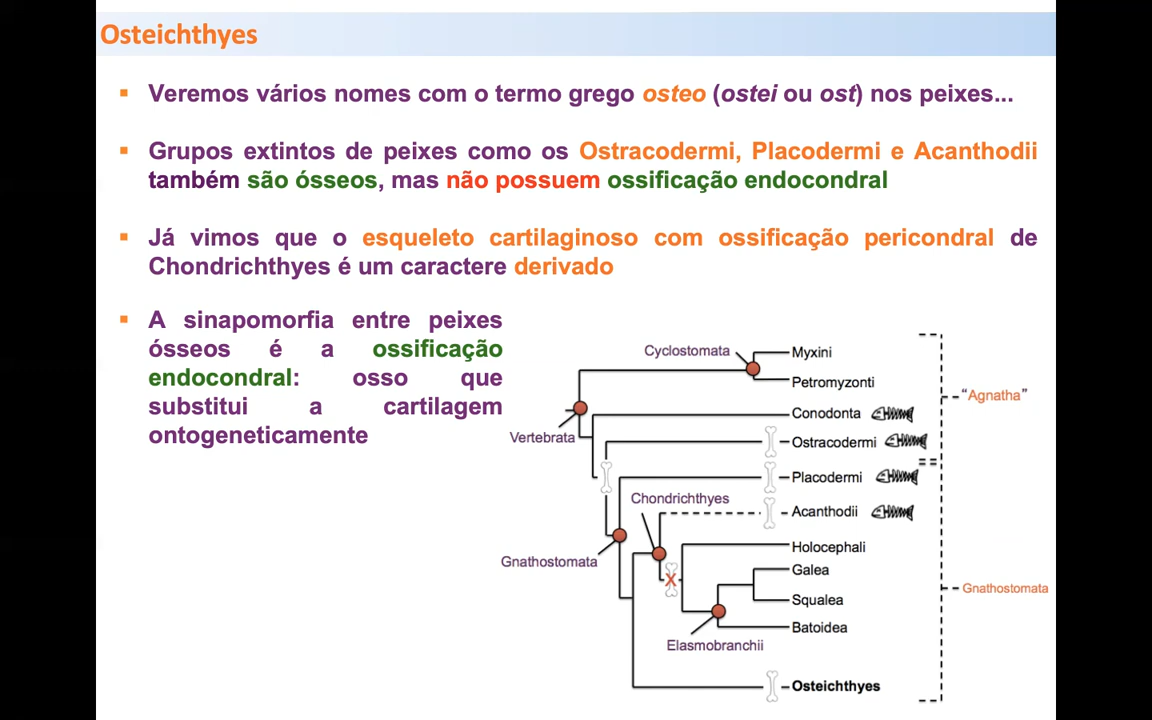 Osteichthyes
▪ Veremos vários nomes com o termo grego osteo (ostei ou ost) nos peixes...
▪ Grupos extintos de peixes como os Ostracodermi, Placodermi e Acanthodii
também são ósseos, mas não possuem ossificação endocondral
▪ Já vimos que o esqueleto cartilaginoso com ossificação pericondral de
Chondrichthyes é um caractere derivado
▪ A sinapomorfia entre peixes
ósseos é a ossificação
endocondral: osso que
substitui a cartilagem
ontogeneticamente
Cyclostomata
Myxini
Petromyzonti
"Agnatha"
Conodonta
Vertebrata
Ostracodermi
Placodermi
Chondrichthyes
Acanthodii
Holocephali
Gnathostomata
Galea
Gnathostomata
Squalea
Batoidea
Elasmobranchii
Osteichthyes